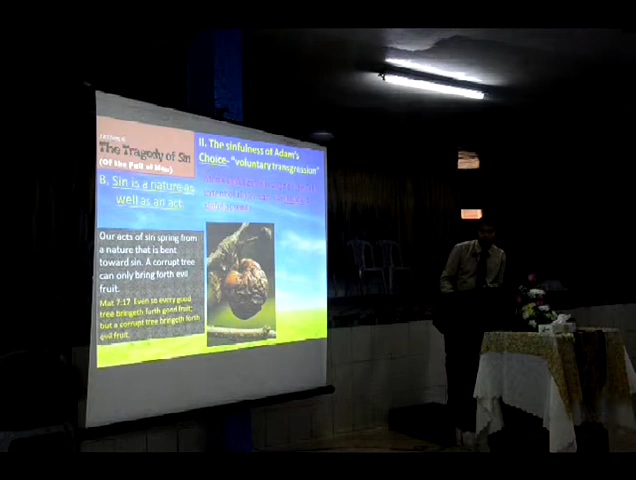 The Tragedy of Sin
(Of the Fall of Man)
B. Sin is a nature as
well as an act.
Our acts of sin spring from
a nature that is bent
toward sin. A corrupt tree
can only bring forth evil
fruit.
Mat 7:17 Even so every good
tree bringeth forth good fruit;
but a corrupt tree bringeth forth
evil fruit.
II. The sinfulness of Adam's
Choice- "voluntary transgression"